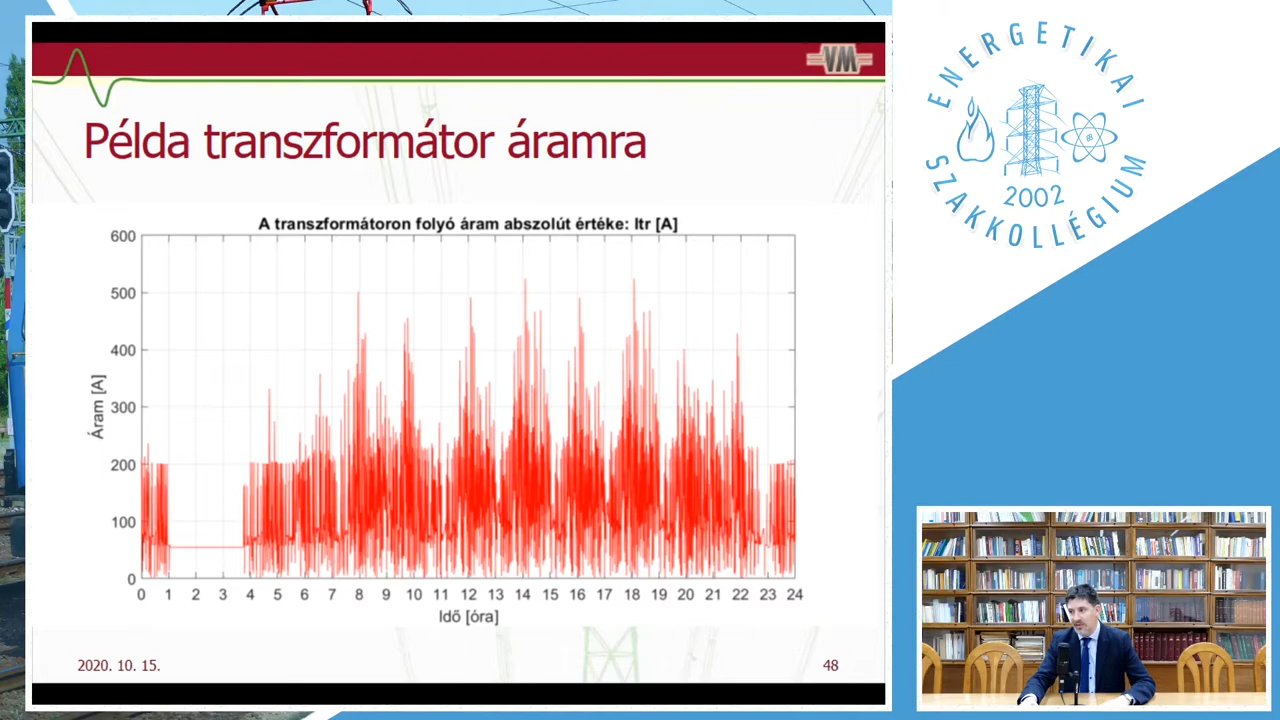 VM
Példa transzformátor áramra
A transzformátoron folyó áram abszolút értéke: Itr [A]
600
500
400
300
200
100
0
Áram [A]
0 1 2 3 4 5 6 7 8 9 10 11 12 13 14 15 16 17 18 19 20 21 22 23 24
Idő [óra]
2020. 10. 15.
48
ENERGETIKAI
2002
SZAKKOLLÉGIUM